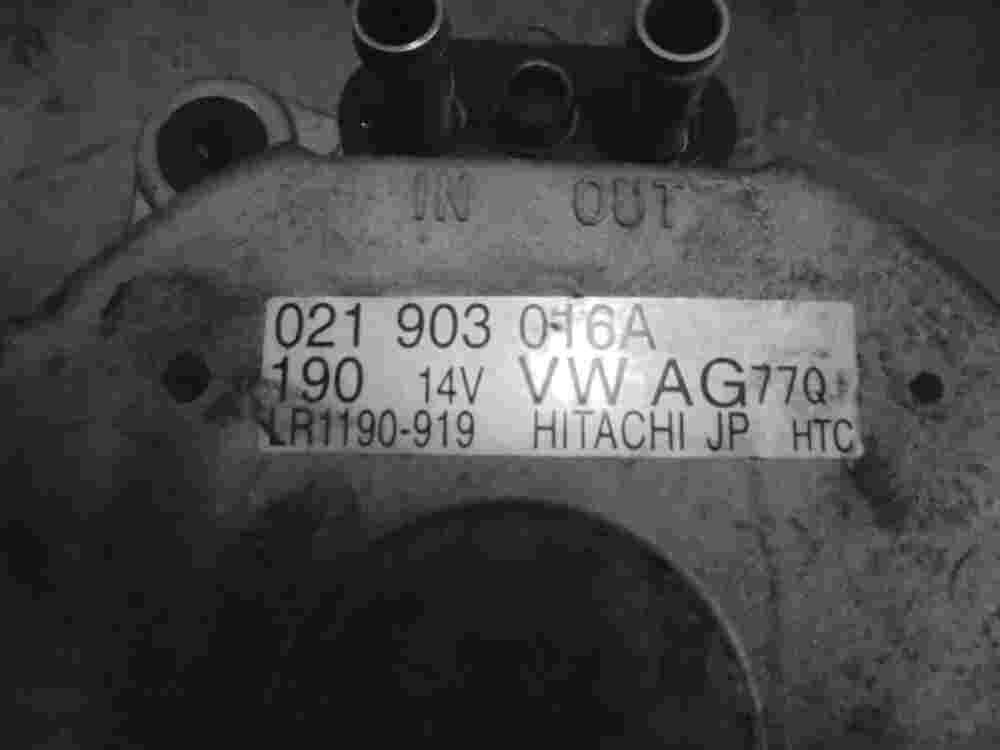 IN OUT
021 903 016A
190 14V VW AG 77Q
LR1190-919 HITACHI JP HTC